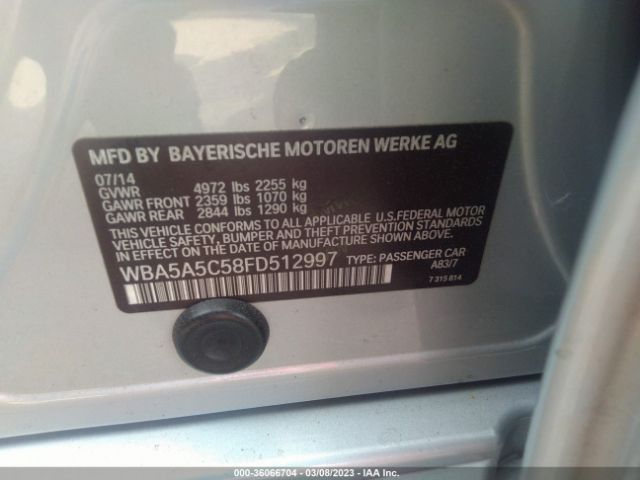 MFD BY BAYERISCHE MOTOREN WERKE AG
07/14
GVWR 4972 lbs 2255 kg
GAWR FRONT 2359 lbs 1070 kg
GAWR REAR 2844 lbs 1290 kg
THIS VEHICLE CONFORMS TO ALL APPLICABLE U.S.FEDERAL MOTOR
VEHICLE SAFETY, BUMPER AND THEFT PREVENTION STANDARDS
IN EFFECT ON THE DATE OF MANUFACTURE SHOWN ABOVE.
WBA5A5C58FD512997 TYPE: PASSENGER CAR
A83/7
7 315 814
000-36066704 — 03/08/2023 — IAA Inc.